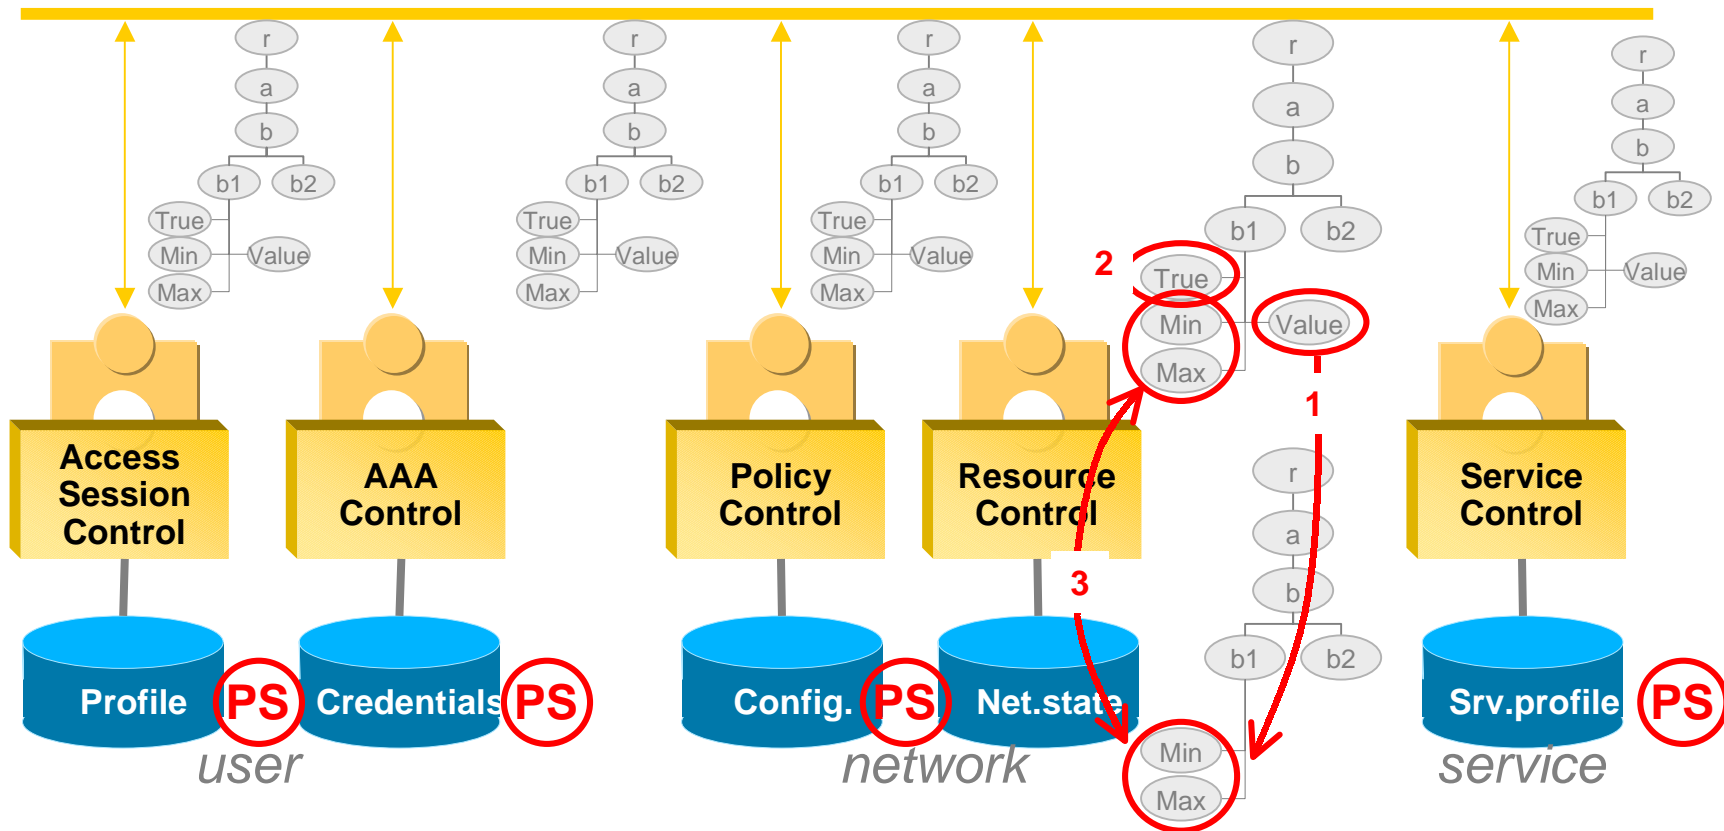 r
a
b
b1 b2
True
Min Value
Max
r
a
b
b1 b2
True
Min Value
Max
r
a
b
b1 b2
True
Min Value
Max
r
a
b
b1 b2
2
True
Min Value
Max
1
r
a
b
b1 b2
True
Min Value
Max
Access
Session
Control
AAA
Control
Policy
Control
Resource
Control
Service
Control
3
r
a
b
b1 b2
Min
Max
Profile PS Credentials PS Config. PS Net.state Srv.profile PS
user network service